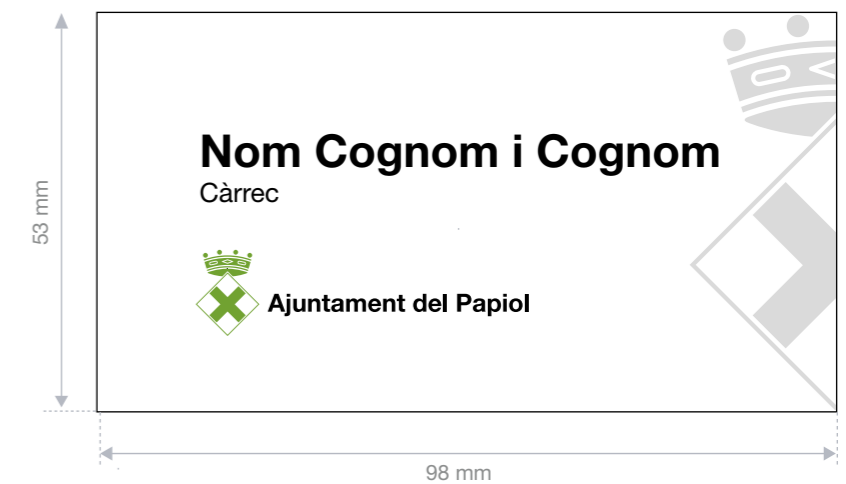 53 mm
Nom Cognom i Cognom
Càrrec
Ajuntament del Papiol
98 mm